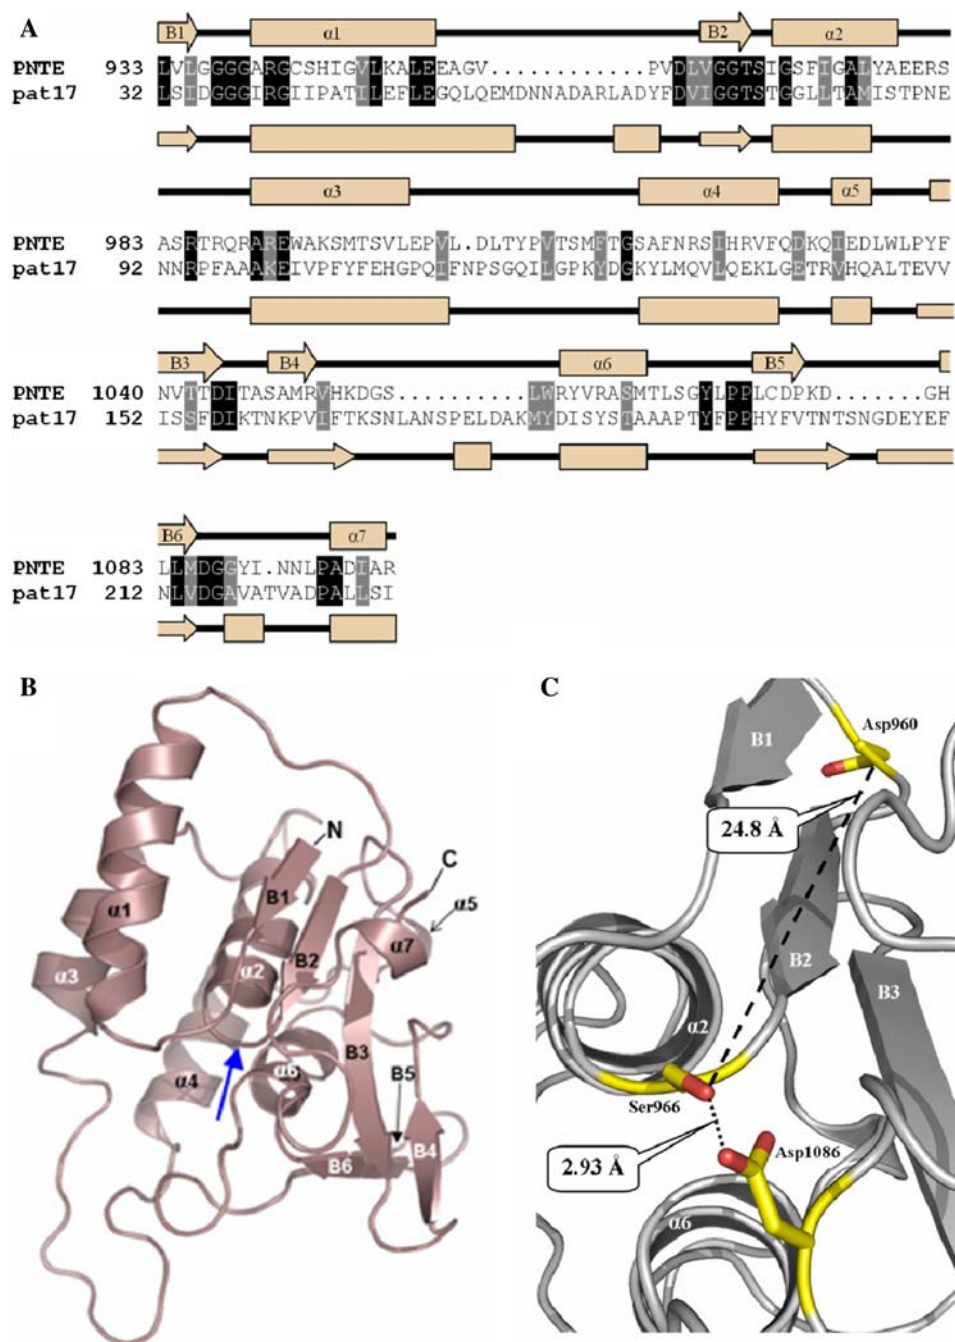 A
B1 α1 B2 α2
PNTE 933 LVLGGGGARGCSHIGVLKALEEAGV............PVDLVGGTSIGSFIGALYAEERS
pat17 32 LSIDGGGIRGIIPATILEFLEGQLQEMDNNADARLADYFDVIGGTSTGGLLTAMISTPNE
α3 α4 α5
PNTE 983 ASRTRQRAREWAKSMTSVLEPVL.DLTYPVTSMFTGSAFNRSIHRVFQDKQIEDLWLPYF
pat17 92 NNRPFAAAKEIVPFYFEHGPQIFNPSGQILGPKYDGKYLMQVLQEKLGETRVHQALTEVV
B3 B4 α6 B5
PNTE 1040 NVTTDITASAMRVHKDGS..........LWRYVRASMTLSGYLPPLCDPKD.......GH
pat17 152 ISSFDIKTNKPVIFTKSNLANSPELDAKMYDISYSTAAAPTYFPPHYFVTNTSNGDEYEF
B6 α7
PNTE 1083 LLMDGGYI.NNLPADIAR
pat17 212 NLVDGAVATVADPALLSI
B
N
C
α1
B1
α5
α7
α2
B2
α3
B3
α6
B5
α4
B4
B6
C
Asp960
B1
24.8 Å
B2
B3
α2
Ser966
Asp1086
2.93 Å
α6